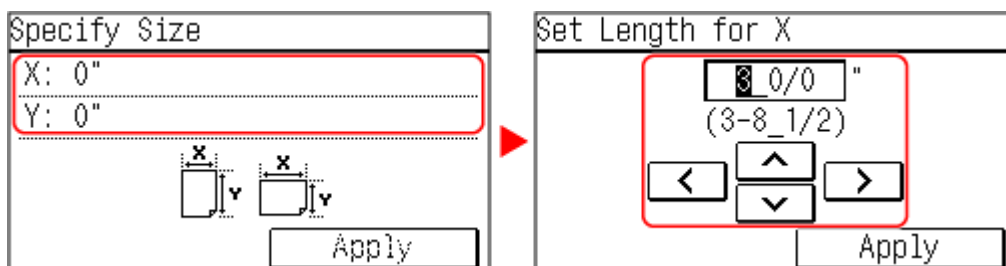 Specify Size
X: 0"
Y: 0"
X
Y
X
Y
Apply
Set Length for X
3_0/0 "
(3-8_1/2)
Apply